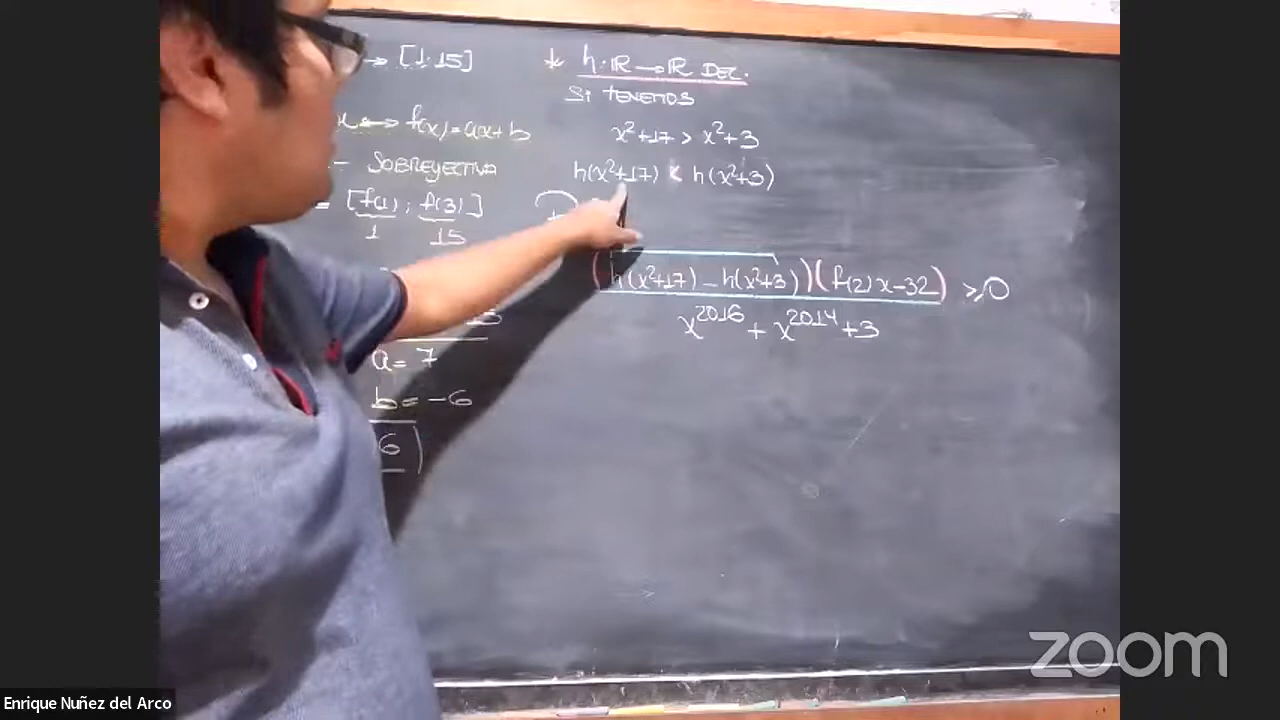 → [1;15]
x ↔ f(x)=ax+b
- SOBREYECTIVA
= [f(1); f(3)]
1 15
a = 7
b = -6
6)
* h: ℝ → ℝ DEC.
Si TENEMOS
x²+17 > x²+3
h(x²+17) < h(x²+3)
(h(x²+17) - h(x²+3))(f(2)x-32) ≥ 0
x²⁰¹⁶ + x²⁰¹⁴ + 3
zoom
Enrique Nuñez del Arco